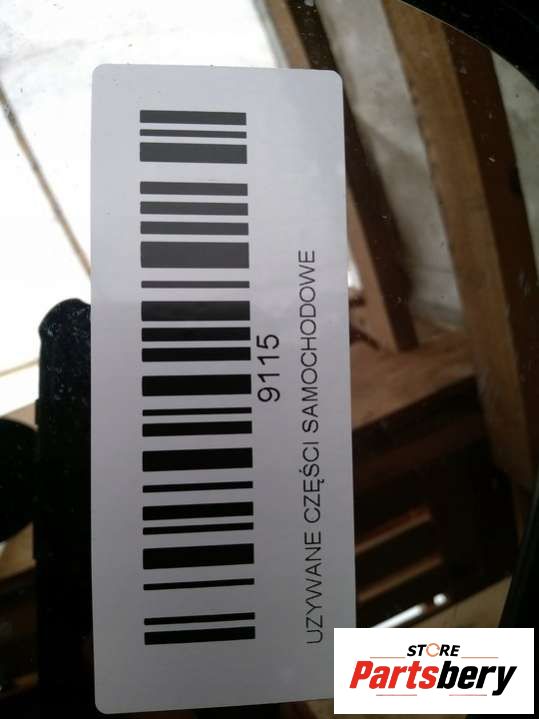 9115
UZYWANE CZĘŚCI SAMOCHODOWE
STORE
Partsbery